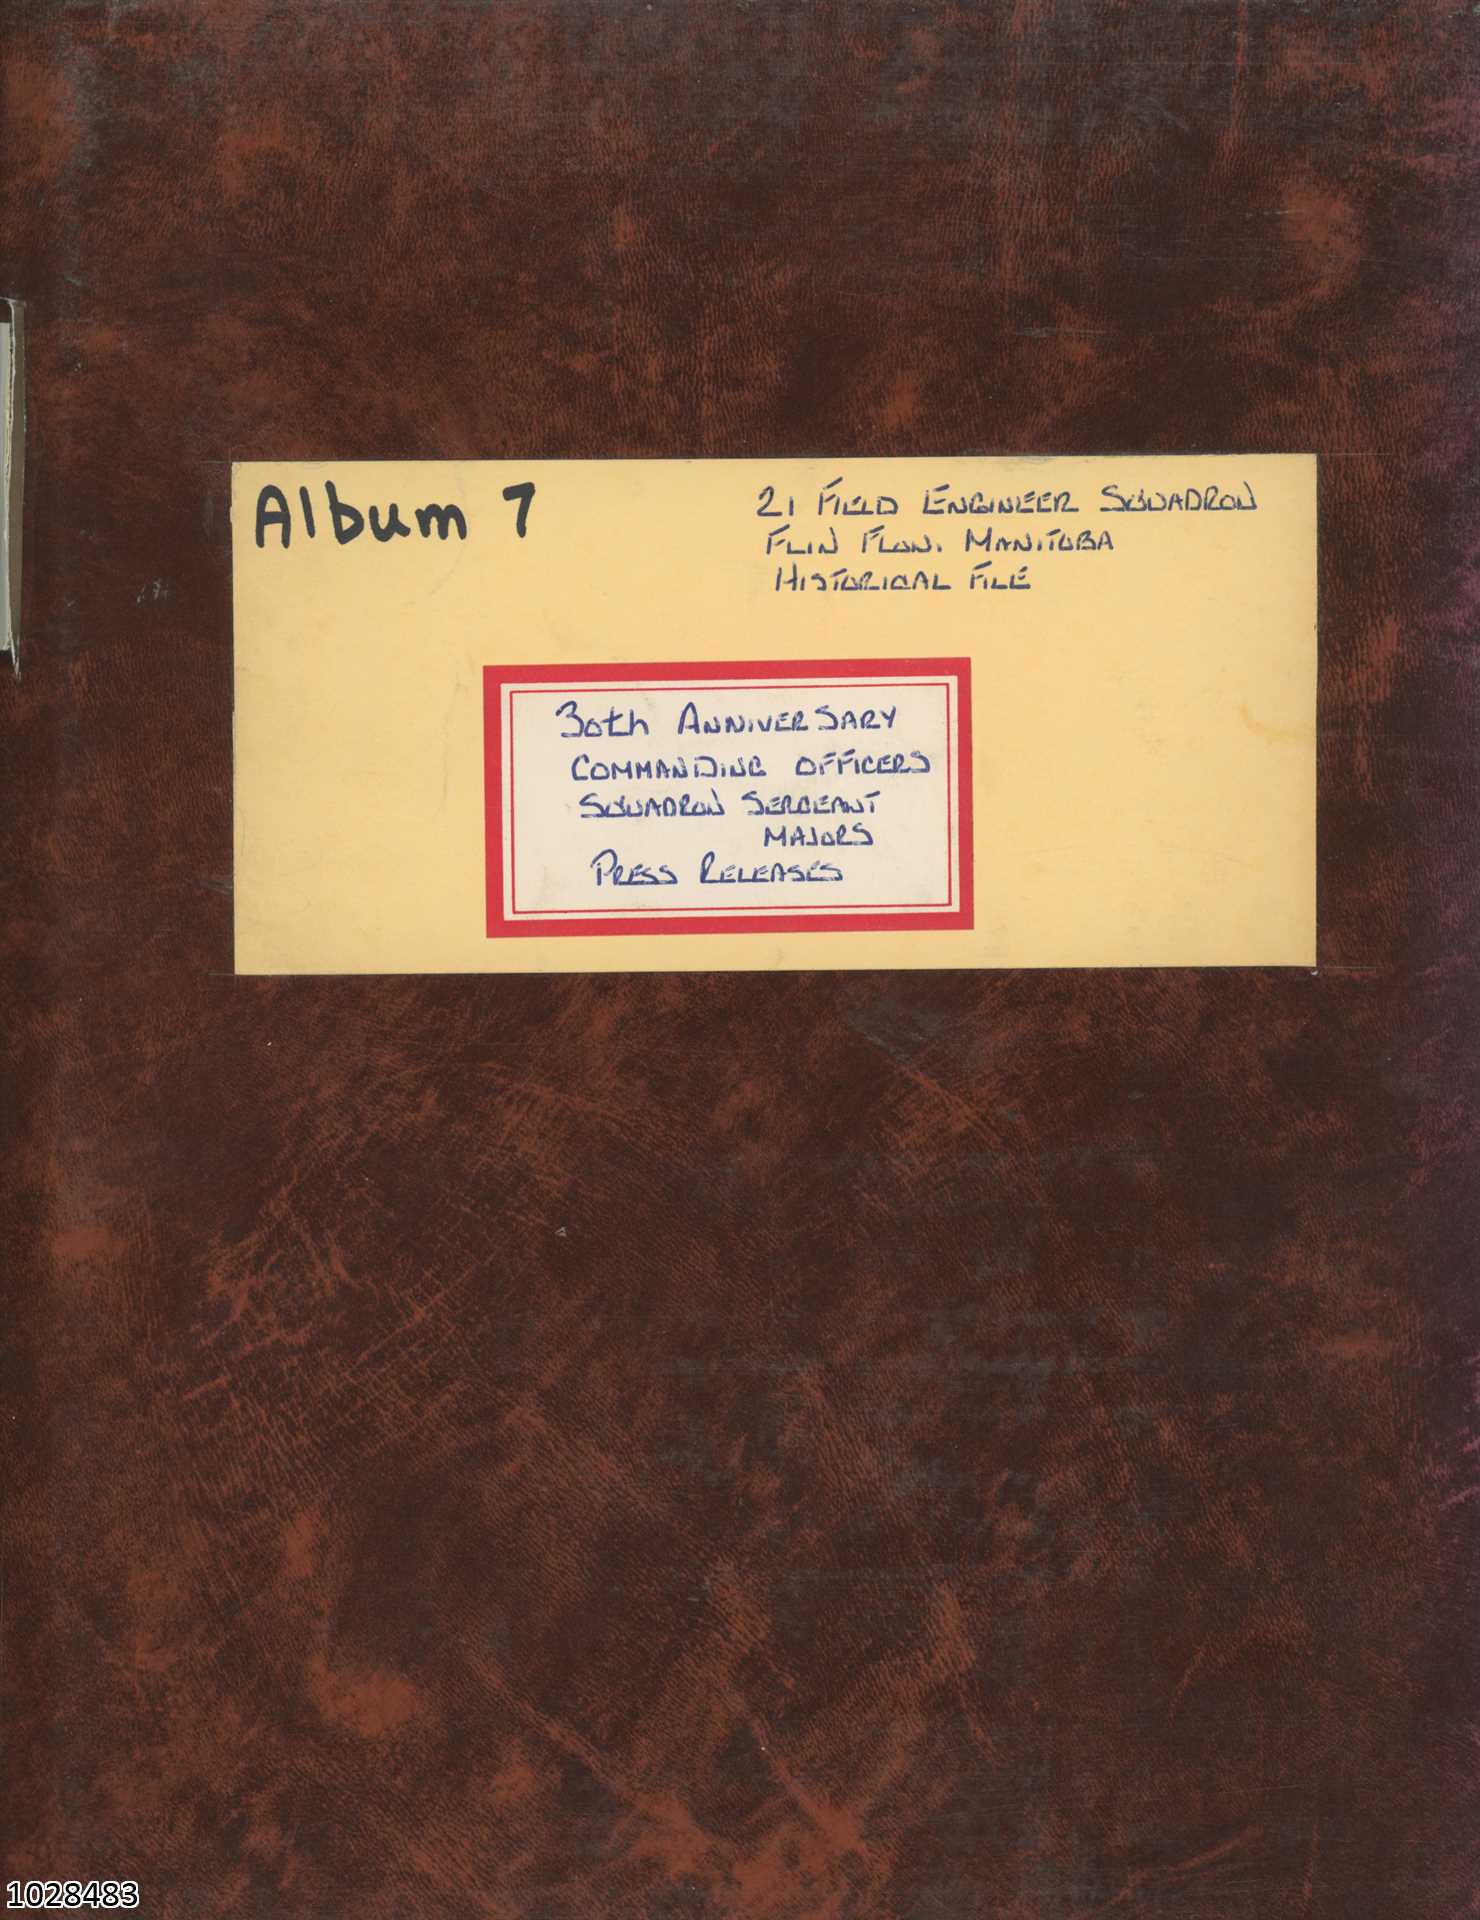 Album 7
21 FIELD ENGINEER SQUADRON
FLIN FLON. MANITOBA
HISTORICAL FILE
30th ANNIVERSARY
COMMANDING OFFICERS
SQUADRON SERGEANT
MAJORS
PRESS RELEASES
1028483